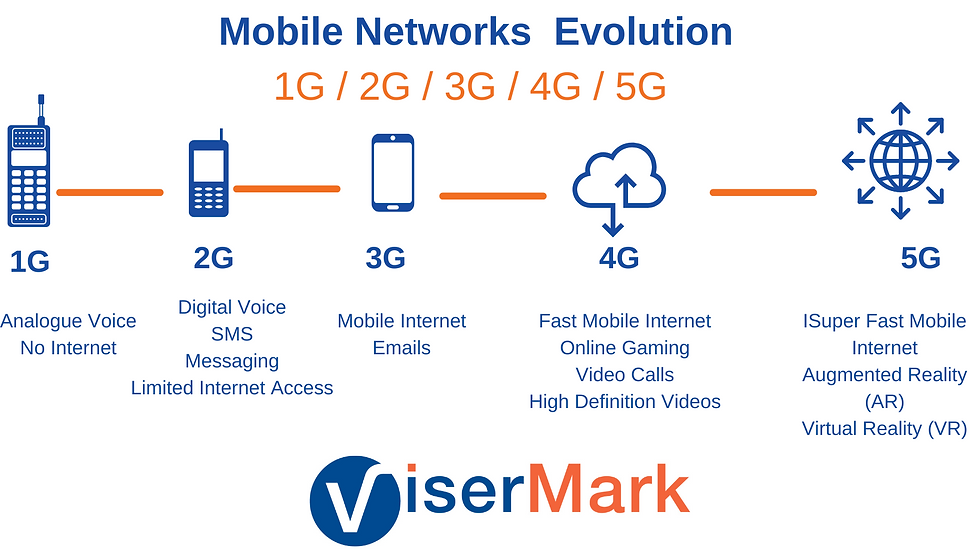 Mobile Networks  Evolution
1G / 2G / 3G / 4G / 5G
1G
Analogue Voice
No Internet
2G
Digital Voice
SMS
Messaging
Limited Internet Access
3G
Mobile Internet
Emails
4G
Fast Mobile Internet
Online Gaming
Video Calls
High Definition Videos
5G
ISuper Fast Mobile
Internet
Augmented Reality
(AR)
Virtual Reality (VR)
ViserMark